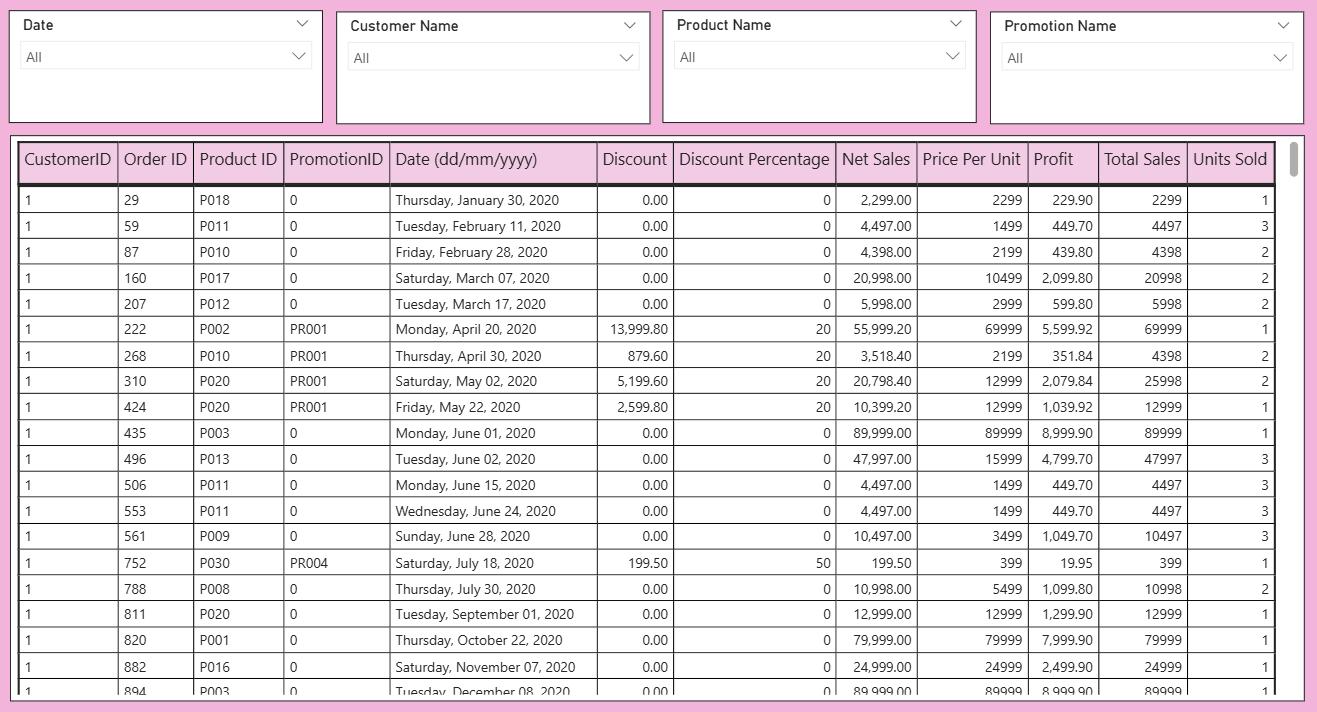 Date Customer Name Product Name Promotion Name
All All All All
CustomerID Order ID Product ID PromotionID Date (dd/mm/yyyy) Discount Discount Percentage Net Sales Price Per Unit Profit Total Sales Units Sold
1 29 P018 0 Thursday, January 30, 2020 0.00 0 2,299.00 2299 229.90 2299 1
1 59 P011 0 Tuesday, February 11, 2020 0.00 0 4,497.00 1499 449.70 4497 3
1 87 P010 0 Friday, February 28, 2020 0.00 0 4,398.00 2199 439.80 4398 2
1 160 P017 0 Saturday, March 07, 2020 0.00 0 20,998.00 10499 2,099.80 20998 2
1 207 P012 0 Tuesday, March 17, 2020 0.00 0 5,998.00 2999 599.80 5998 2
1 222 P002 PR001 Monday, April 20, 2020 13,999.80 20 55,999.20 69999 5,599.92 69999 1
1 268 P010 PR001 Thursday, April 30, 2020 879.60 20 3,518.40 2199 351.84 4398 2
1 310 P020 PR001 Saturday, May 02, 2020 5,199.60 20 20,798.40 12999 2,079.84 25998 2
1 424 P020 PR001 Friday, May 22, 2020 2,599.80 20 10,399.20 12999 1,039.92 12999 1
1 435 P003 0 Monday, June 01, 2020 0.00 0 89,999.00 89999 8,999.90 89999 1
1 496 P013 0 Tuesday, June 02, 2020 0.00 0 47,997.00 15999 4,799.70 47997 3
1 506 P011 0 Monday, June 15, 2020 0.00 0 4,497.00 1499 449.70 4497 3
1 553 P011 0 Wednesday, June 24, 2020 0.00 0 4,497.00 1499 449.70 4497 3
1 561 P009 0 Sunday, June 28, 2020 0.00 0 10,497.00 3499 1,049.70 10497 3
1 752 P030 PR004 Saturday, July 18, 2020 199.50 50 199.50 399 19.95 399 1
1 788 P008 0 Thursday, July 30, 2020 0.00 0 10,998.00 5499 1,099.80 10998 2
1 811 P020 0 Tuesday, September 01, 2020 0.00 0 12,999.00 12999 1,299.90 12999 1
1 820 P001 0 Thursday, October 22, 2020 0.00 0 79,999.00 79999 7,999.90 79999 1
1 882 P016 0 Saturday, November 07, 2020 0.00 0 24,999.00 24999 2,499.90 24999 1
1 894 P003 0 Tuesday, December 08, 2020 0.00 0 89,999.00 89999 8,999.90 89999 1